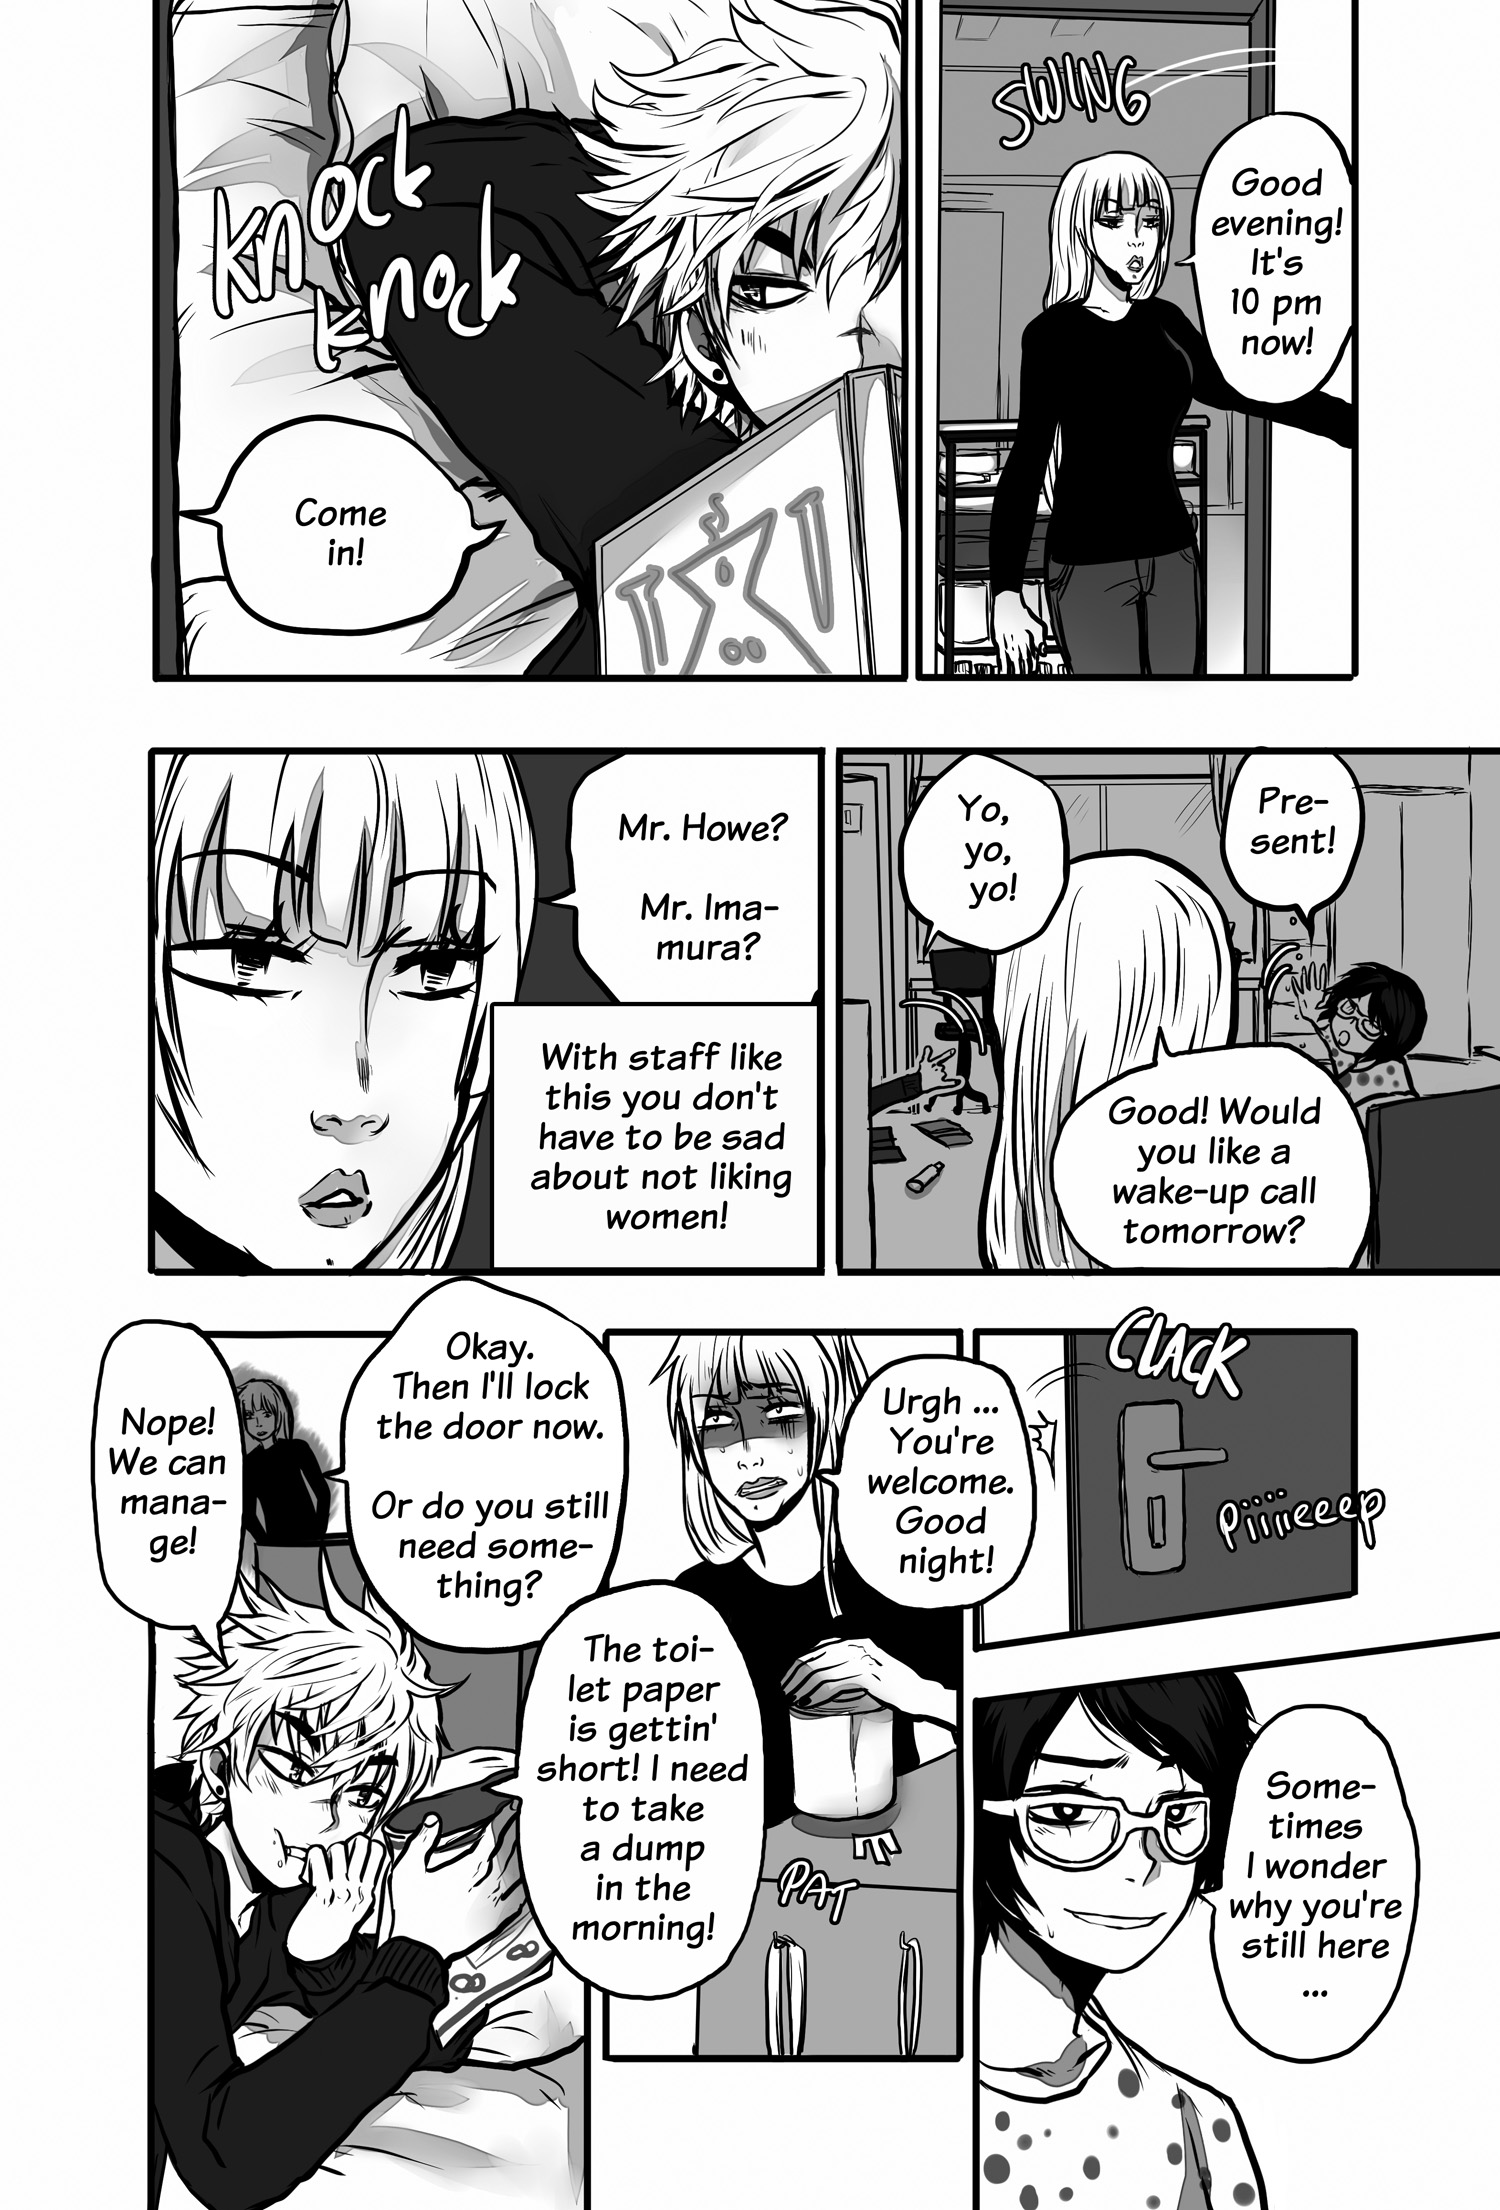 knock
knock
Come
in!
SWING
Good
evening!
It's
10 pm
now!
Mr. Howe?
Mr. Ima-
mura?
With staff like
this you don't
have to be sad
about not liking
women!
Yo,
yo,
yo!
Pre-
sent!
Good! Would
you like a
wake-up call
tomorrow?
Nope!
We can
mana-
ge!
Okay.
Then I'll lock
the door now.
Or do you still
need some-
thing?
The toi-
let paper
is gettin'
short! I need
to take
a dump
in the
morning!
Urgh ...
You're
welcome.
Good
night!
PAT
CLACK
Piiiieeep
Some-
times
I wonder
why you're
still here
...